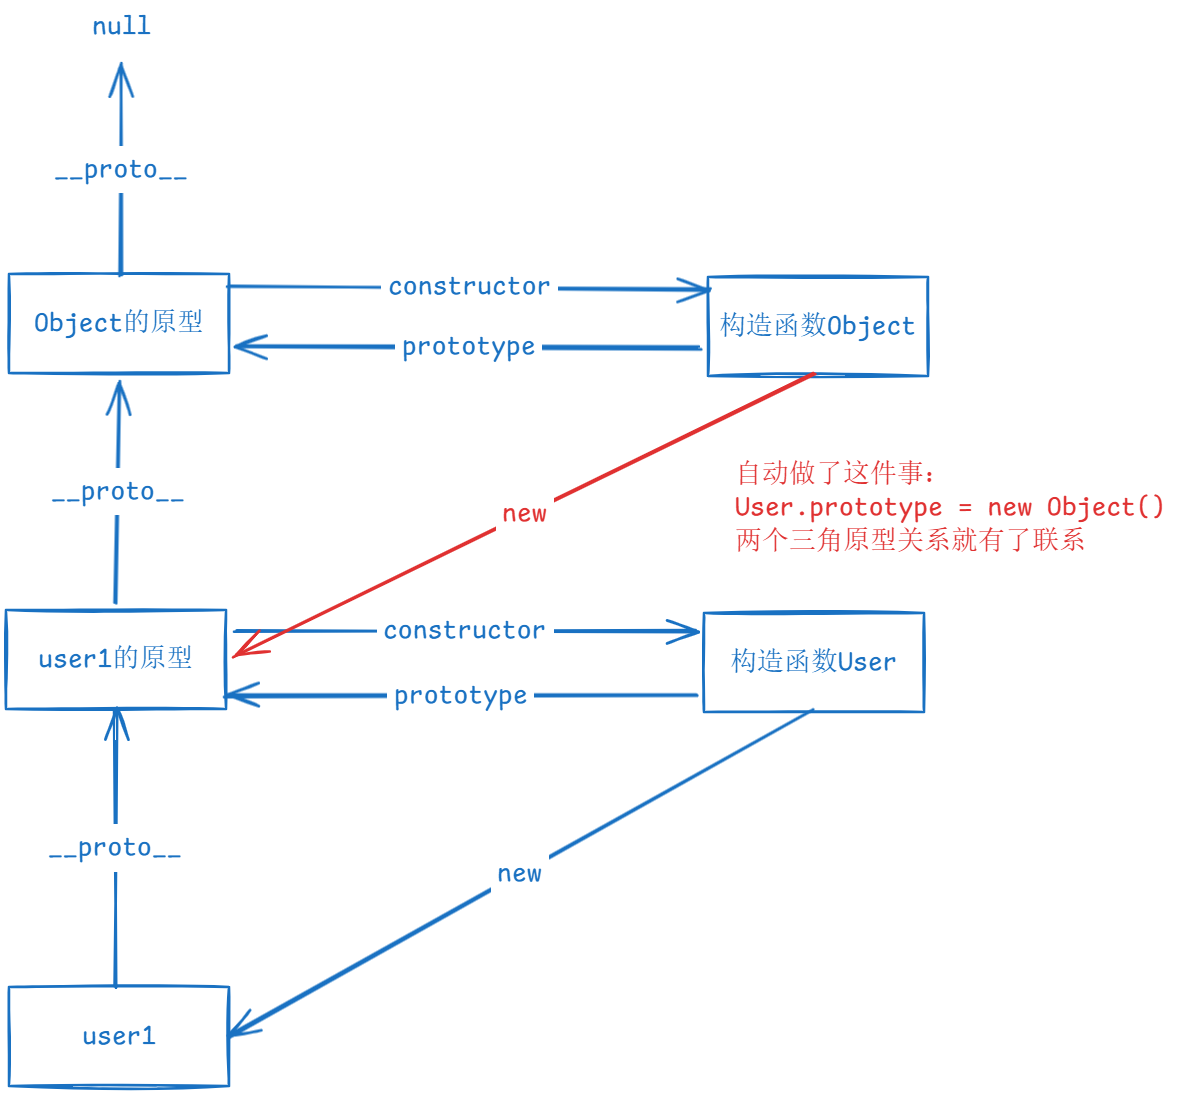 null
__proto__
Object的原型
constructor
prototype
构造函数Object
__proto__
new
自动做了这件事：
User.prototype = new Object()
两个三角原型关系就有了联系
user1的原型
constructor
prototype
构造函数User
__proto__
new
user1